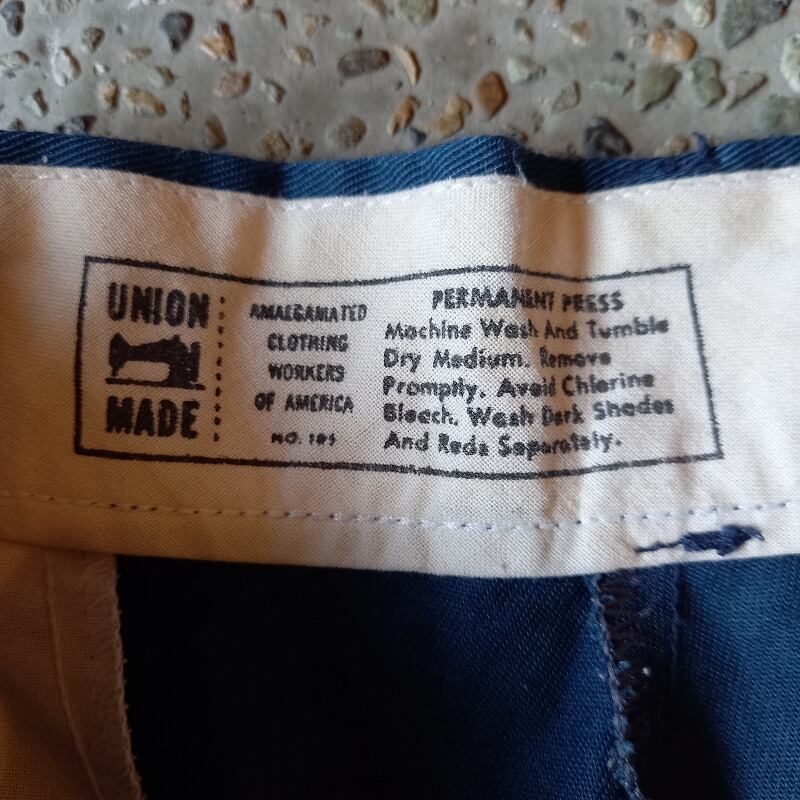 UNION
MADE
AMALGAMATED
CLOTHING
WORKERS
OF AMERICA
NO. 101
PERMANENT PRESS
Machine Wash And Tumble
Dry Medium. Remove
Promptly. Avoid Chlorine
Bleach. Wash Dark Shades
And Reds Separately.